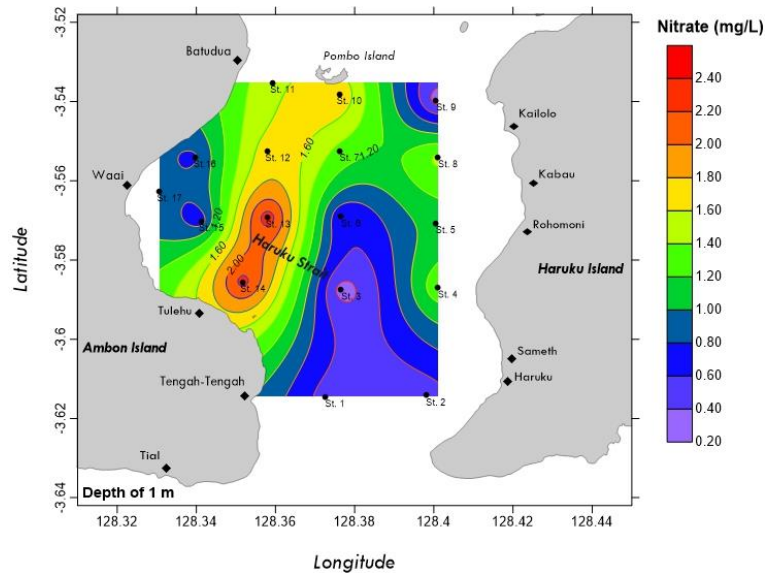 Nitrate (mg/L)
2.40
2.20
2.00
1.80
1.60
1.40
1.20
1.00
0.80
0.60
0.40
0.20
-3.52
-3.54
-3.56
-3.58
-3.6
-3.62
-3.64
Latitude
128.32
128.34
128.36
128.38
128.4
128.42
128.44
Longitude
Batudua
Pombo Island
St. 11
St. 10
St. 9
Kailolo
St. 16
St. 12
1.60
St. 7
1.20
St. 8
Waai
St. 17
Kabau
St. 15
1.20
St. 13
St. 6
St. 5
Rohomoni
1.60
2.00
Haruku Strait
Haruku Island
St. 14
St. 3
St. 4
Tulehu
Ambon Island
Sameth
Tengah-Tengah
Haruku
St. 1
St. 2
Tial
Depth of 1 m